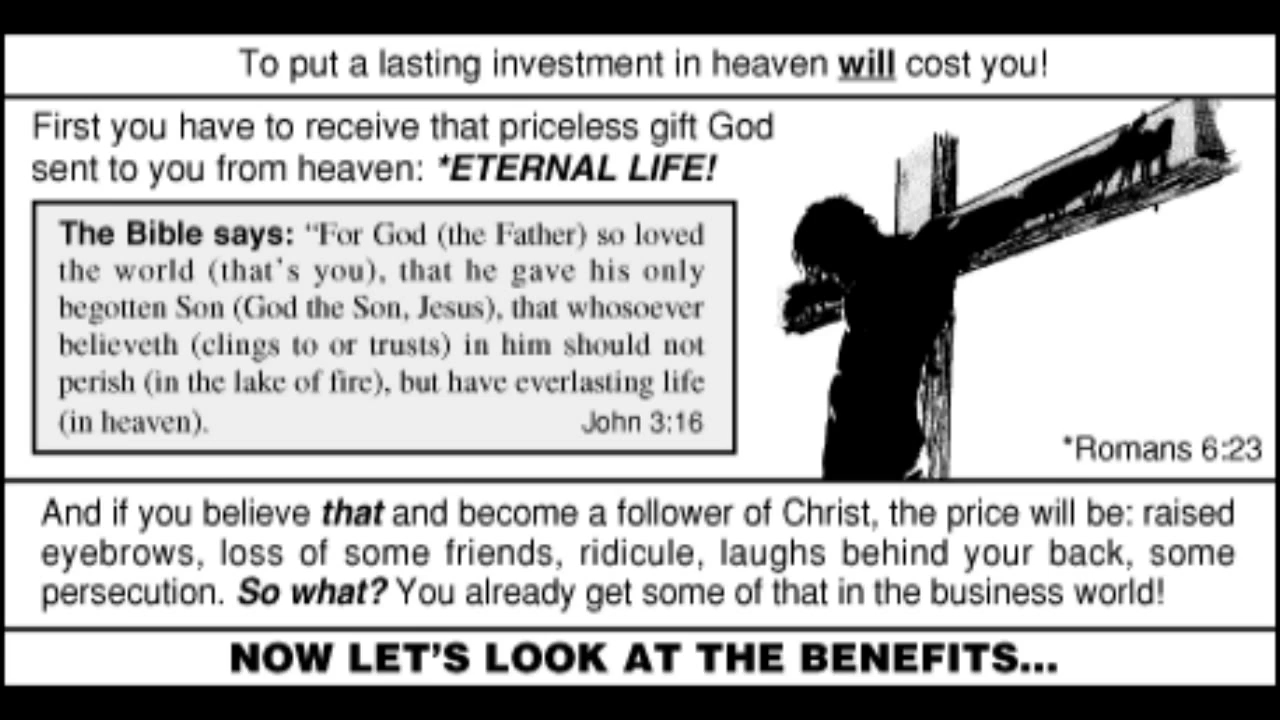 To put a lasting investment in heaven will cost you!
First you have to receive that priceless gift God
sent to you from heaven: *ETERNAL LIFE!
The Bible says: “For God (the Father) so loved
the world (that's you), that he gave his only
begotten Son (God the Son, Jesus), that whosoever
believeth (clings to or trusts) in him should not
perish (in the lake of fire), but have everlasting life
(in heaven). John 3:16
*Romans 6:23
And if you believe that and become a follower of Christ, the price will be: raised
eyebrows, loss of some friends, ridicule, laughs behind your back, some
persecution. So what? You already get some of that in the business world!
NOW LET'S LOOK AT THE BENEFITS...